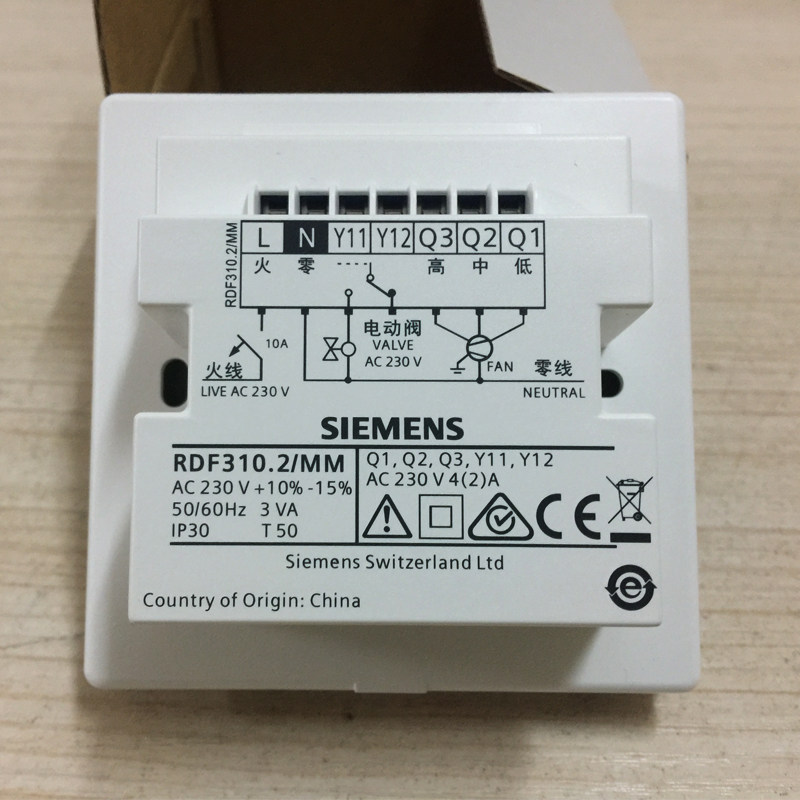 RDF310.2/MM
L N Y11 Y12 Q3 Q2 Q1
火 零 高 中 低
10A
电动阀
VALVE
AC 230 V
FAN
火线
LIVE AC 230 V
零线
NEUTRAL
SIEMENS
RDF310.2/MM
AC 230 V +10% -15%
50/60Hz 3 VA
IP30 T 50
Q1, Q2, Q3, Y11, Y12
AC 230 V 4(2)A
CE
Siemens Switzerland Ltd
e
Country of Origin: China